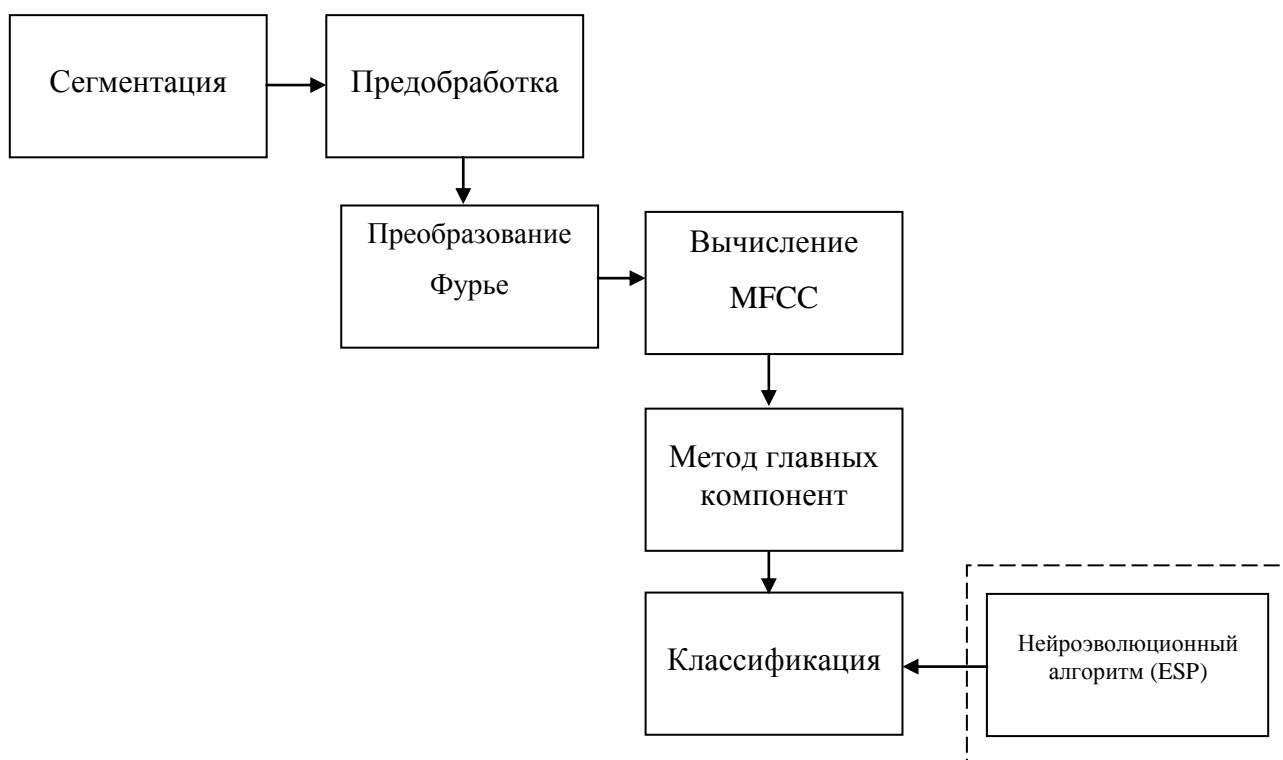 Сегментация
Предобработка
Преобразование
Фурье
Вычисление
MFCC
Метод главных
компонент
Классификация
Нейроэволюционный
алгоритм (ESP)